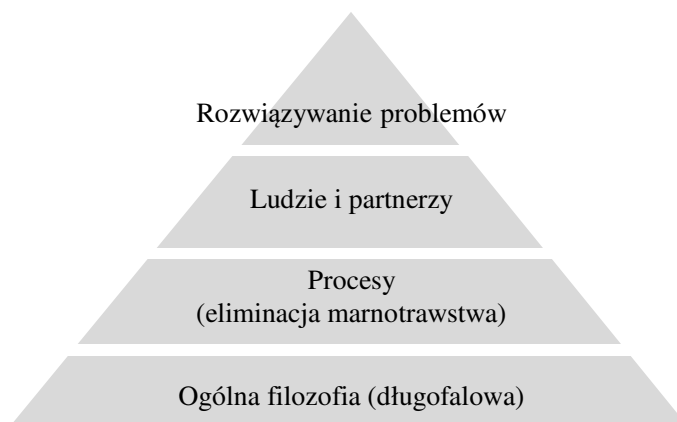 Rozwiązywanie problemów
Ludzie i partnerzy
Procesy
(eliminacja marnotrawstwa)
Ogólna filozofia (długofalowa)